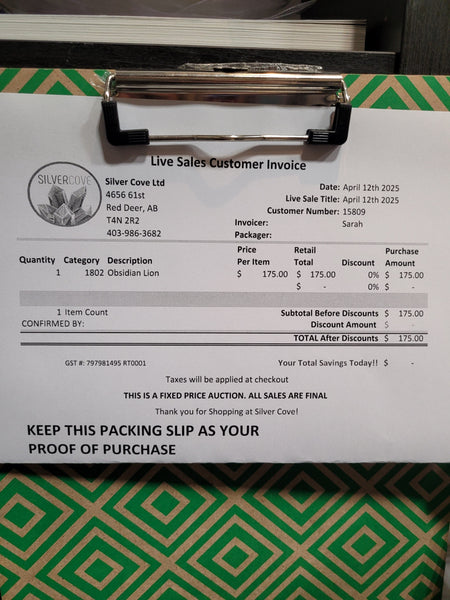 Live Sales Customer Invoice
SILVERCOVE
Silver Cove Ltd
4656 61st
Red Deer, AB
T4N 2R2
403-986-3682
Date: April 12th 2025
Live Sale Title: April 12th 2025
Customer Number: 15809
Invoicer: Sarah
Packager:
Quantity Category Description Price Per Item Retail Total Discount Purchase Amount
1 1802 Obsidian Lion $ 175.00 $ 175.00 0% $ 175.00
$ - 0% $ -
1 Item Count Subtotal Before Discounts $ 175.00
CONFIRMED BY: Discount Amount $ -
TOTAL After Discounts $ 175.00
GST #: 797981495 RT0001 Your Total Savings Today!! $ -
Taxes will be applied at checkout
THIS IS A FIXED PRICE AUCTION. ALL SALES ARE FINAL
Thank you for Shopping at Silver Cove!
KEEP THIS PACKING SLIP AS YOUR
PROOF OF PURCHASE